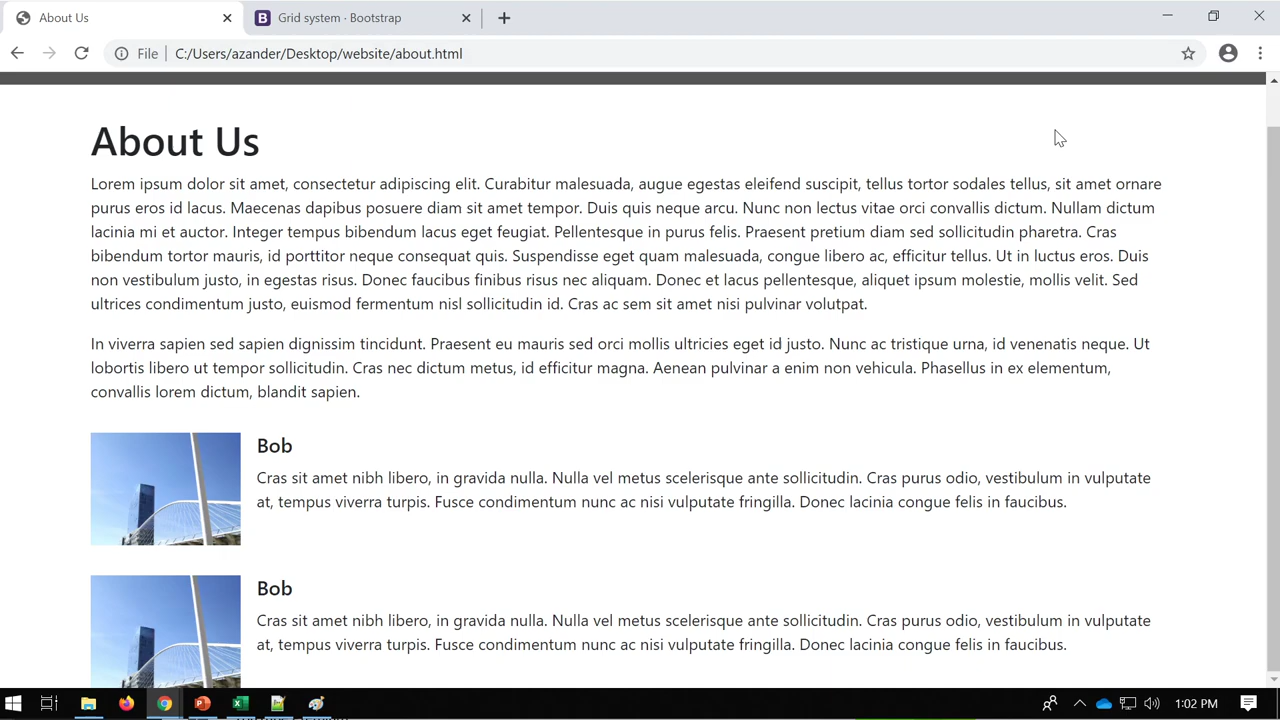 About Us
Grid system · Bootstrap
File
C:/Users/azander/Desktop/website/about.html
About Us
Lorem ipsum dolor sit amet, consectetur adipiscing elit. Curabitur malesuada, augue egestas eleifend suscipit, tellus tortor sodales tellus, sit amet ornare
purus eros id lacus. Maecenas dapibus posuere diam sit amet tempor. Duis quis neque arcu. Nunc non lectus vitae orci convallis dictum. Nullam dictum
lacinia mi et auctor. Integer tempus bibendum lacus eget feugiat. Pellentesque in purus felis. Praesent pretium diam sed sollicitudin pharetra. Cras
bibendum tortor mauris, id porttitor neque consequat quis. Suspendisse eget quam malesuada, congue libero ac, efficitur tellus. Ut in luctus eros. Duis
non vestibulum justo, in egestas risus. Donec faucibus finibus risus nec aliquam. Donec et lacus pellentesque, aliquet ipsum molestie, mollis velit. Sed
ultrices condimentum justo, euismod fermentum nisl sollicitudin id. Cras ac sem sit amet nisi pulvinar volutpat.
In viverra sapien sed sapien dignissim tincidunt. Praesent eu mauris sed orci mollis ultricies eget id justo. Nunc ac tristique urna, id venenatis neque. Ut
lobortis libero ut tempor sollicitudin. Cras nec dictum metus, id efficitur magna. Aenean pulvinar a enim non vehicula. Phasellus in ex elementum,
convallis lorem dictum, blandit sapien.
Bob
Cras sit amet nibh libero, in gravida nulla. Nulla vel metus scelerisque ante sollicitudin. Cras purus odio, vestibulum in vulputate
at, tempus viverra turpis. Fusce condimentum nunc ac nisi vulputate fringilla. Donec lacinia congue felis in faucibus.
Bob
Cras sit amet nibh libero, in gravida nulla. Nulla vel metus scelerisque ante sollicitudin. Cras purus odio, vestibulum in vulputate
at, tempus viverra turpis. Fusce condimentum nunc ac nisi vulputate fringilla. Donec lacinia congue felis in faucibus.
1:02 PM